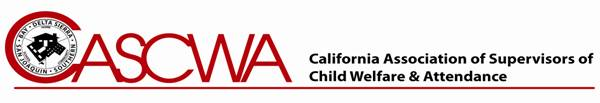 BAY - DELTA SIERRA
SAN JOAQUIN - SOUTHERN
CASCWA
California Association of Supervisors of
Child Welfare & Attendance